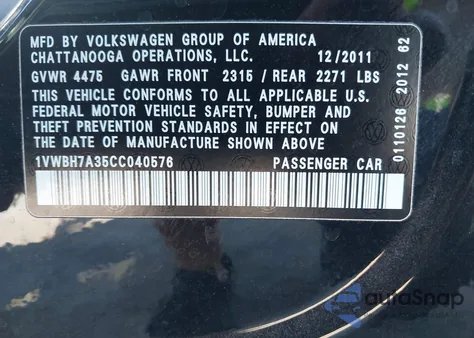 MFD BY VOLKSWAGEN GROUP OF AMERICA
CHATTANOOGA OPERATIONS, LLC. 12/2011
GVWR 4475 GAWR FRONT 2315 / REAR 2271 LBS
THIS VEHICLE CONFORMS TO ALL APPLICABLE U.S.
FEDERAL MOTOR VEHICLE SAFETY, BUMPER AND
THEFT PREVENTION STANDARDS IN EFFECT ON
THE DATE OF MANUFACTURE SHOWN ABOVE
1VWBH7A35CC040576 PASSENGER CAR
0110126 2012 62
autoSnap